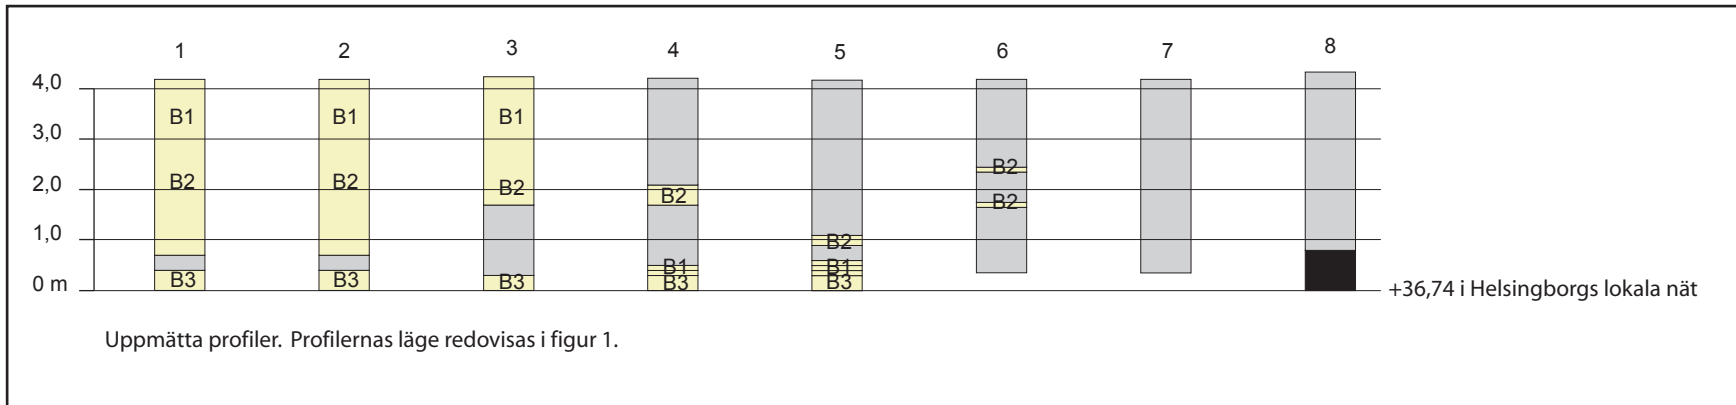 1 2 3 4 5 6 7 8
4,0
B1 B1 B1
3,0
B2 B2 B2 B2 B2
2,0
B2
1,0
B2
B1 B1
B3 B3 B3 B3 B3
0 m
+36,74 i Helsingborgs lokala nät
Uppmätta profiler. Profilernas läge redovisas i figur 1.